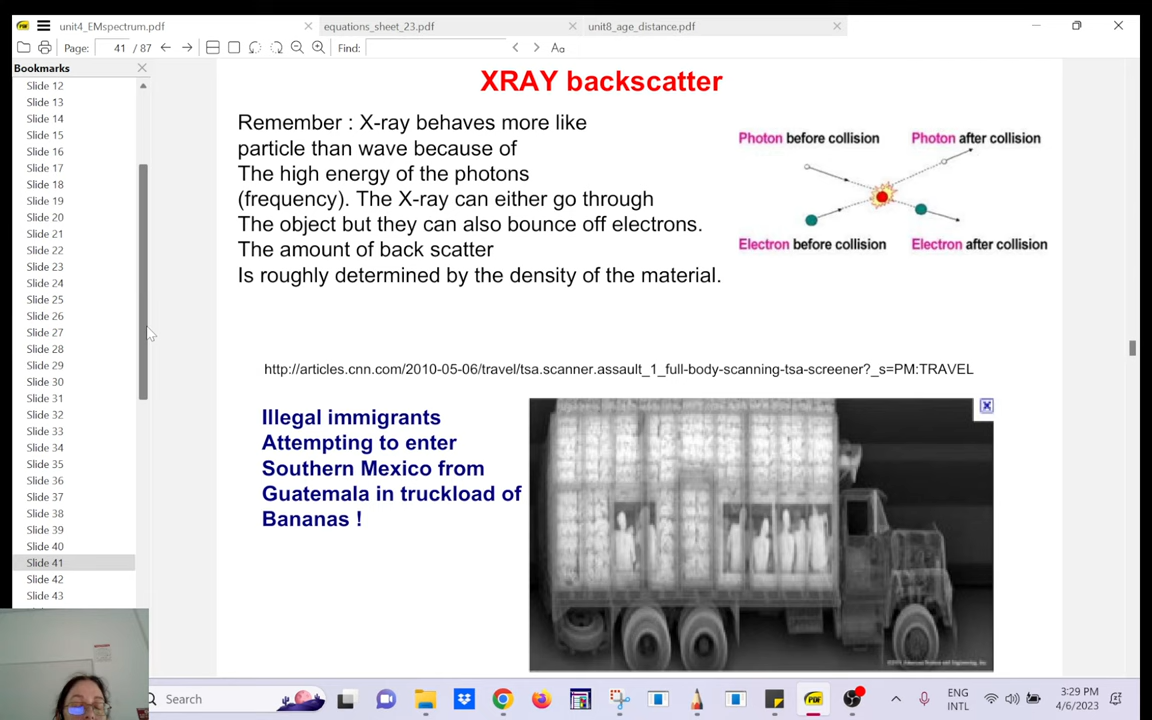 unit4_EMspectrum.pdf
equations_sheet_23.pdf
unit8_age_distance.pdf
Page: 41 / 87
Find:
Aa
Bookmarks
Slide 12
Slide 13
Slide 14
Slide 15
Slide 16
Slide 17
Slide 18
Slide 19
Slide 20
Slide 21
Slide 22
Slide 23
Slide 24
Slide 25
Slide 26
Slide 27
Slide 28
Slide 29
Slide 30
Slide 31
Slide 32
Slide 33
Slide 34
Slide 35
Slide 36
Slide 37
Slide 38
Slide 39
Slide 40
Slide 41
Slide 42
Slide 43
XRAY backscatter
Remember : X-ray behaves more like
particle than wave because of
The high energy of the photons
(frequency). The X-ray can either go through
The object but they can also bounce off electrons.
The amount of back scatter
Is roughly determined by the density of the material.
Photon before collision
Photon after collision
Electron before collision
Electron after collision
http://articles.cnn.com/2010-05-06/travel/tsa.scanner.assault_1_full-body-scanning-tsa-screener?_s=PM:TRAVEL
Illegal immigrants
Attempting to enter
Southern Mexico from
Guatemala in truckload of
Bananas !
Search
ENG
INTL
3:29 PM
4/6/2023